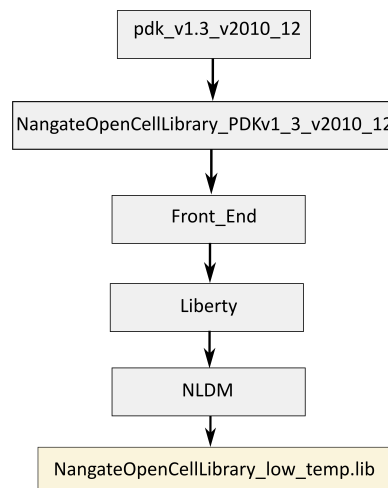 pdk_v1.3_v2010_12
NangateOpenCellLibrary_PDKv1_3_v2010_12
Front_End
Liberty
NLDM
NangateOpenCellLibrary_low_temp.lib